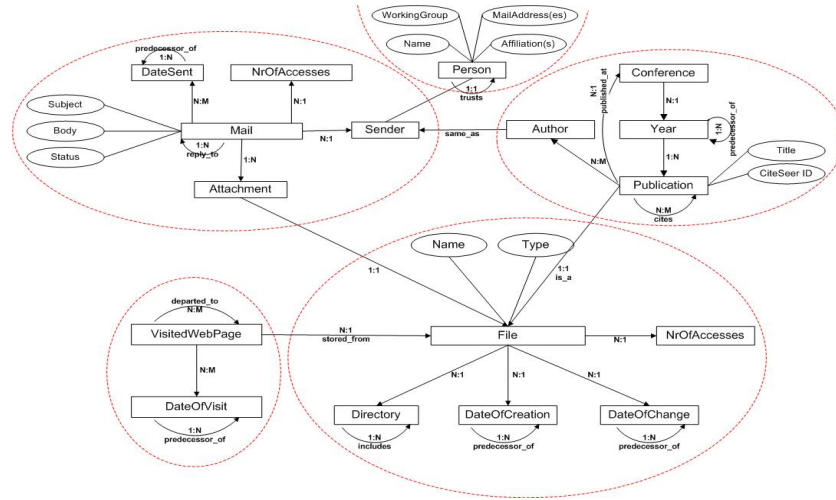 WorkingGroup
MailAddress(es)
Name
Affiliation(s)
Person
1:1
trusts
predecessor_of
1:N
DateSent
NrOfAccesses
N:M
N:1
Subject
Body
Status
Mail
1:N
reply_to
N:1
Sender
1:N
Attachment
same_as
Conference
N:1
published_at
N:1
Author
Year
1:N
predecessor_of
N:M
1:N
Title
Publication
CiteSeer ID
N:M
cites
Name
Type
1:1
1:1
is_a
departed_to
N:M
VisitedWebPage
N:1
stored_from
File
N:1
NrOfAccesses
N:M
N:1
N:1
N:1
DateOfVisit
1:N
predecessor_of
Directory
1:N
includes
DateOfCreation
1:N
predecessor_of
DateOfChange
1:N
predecessor_of